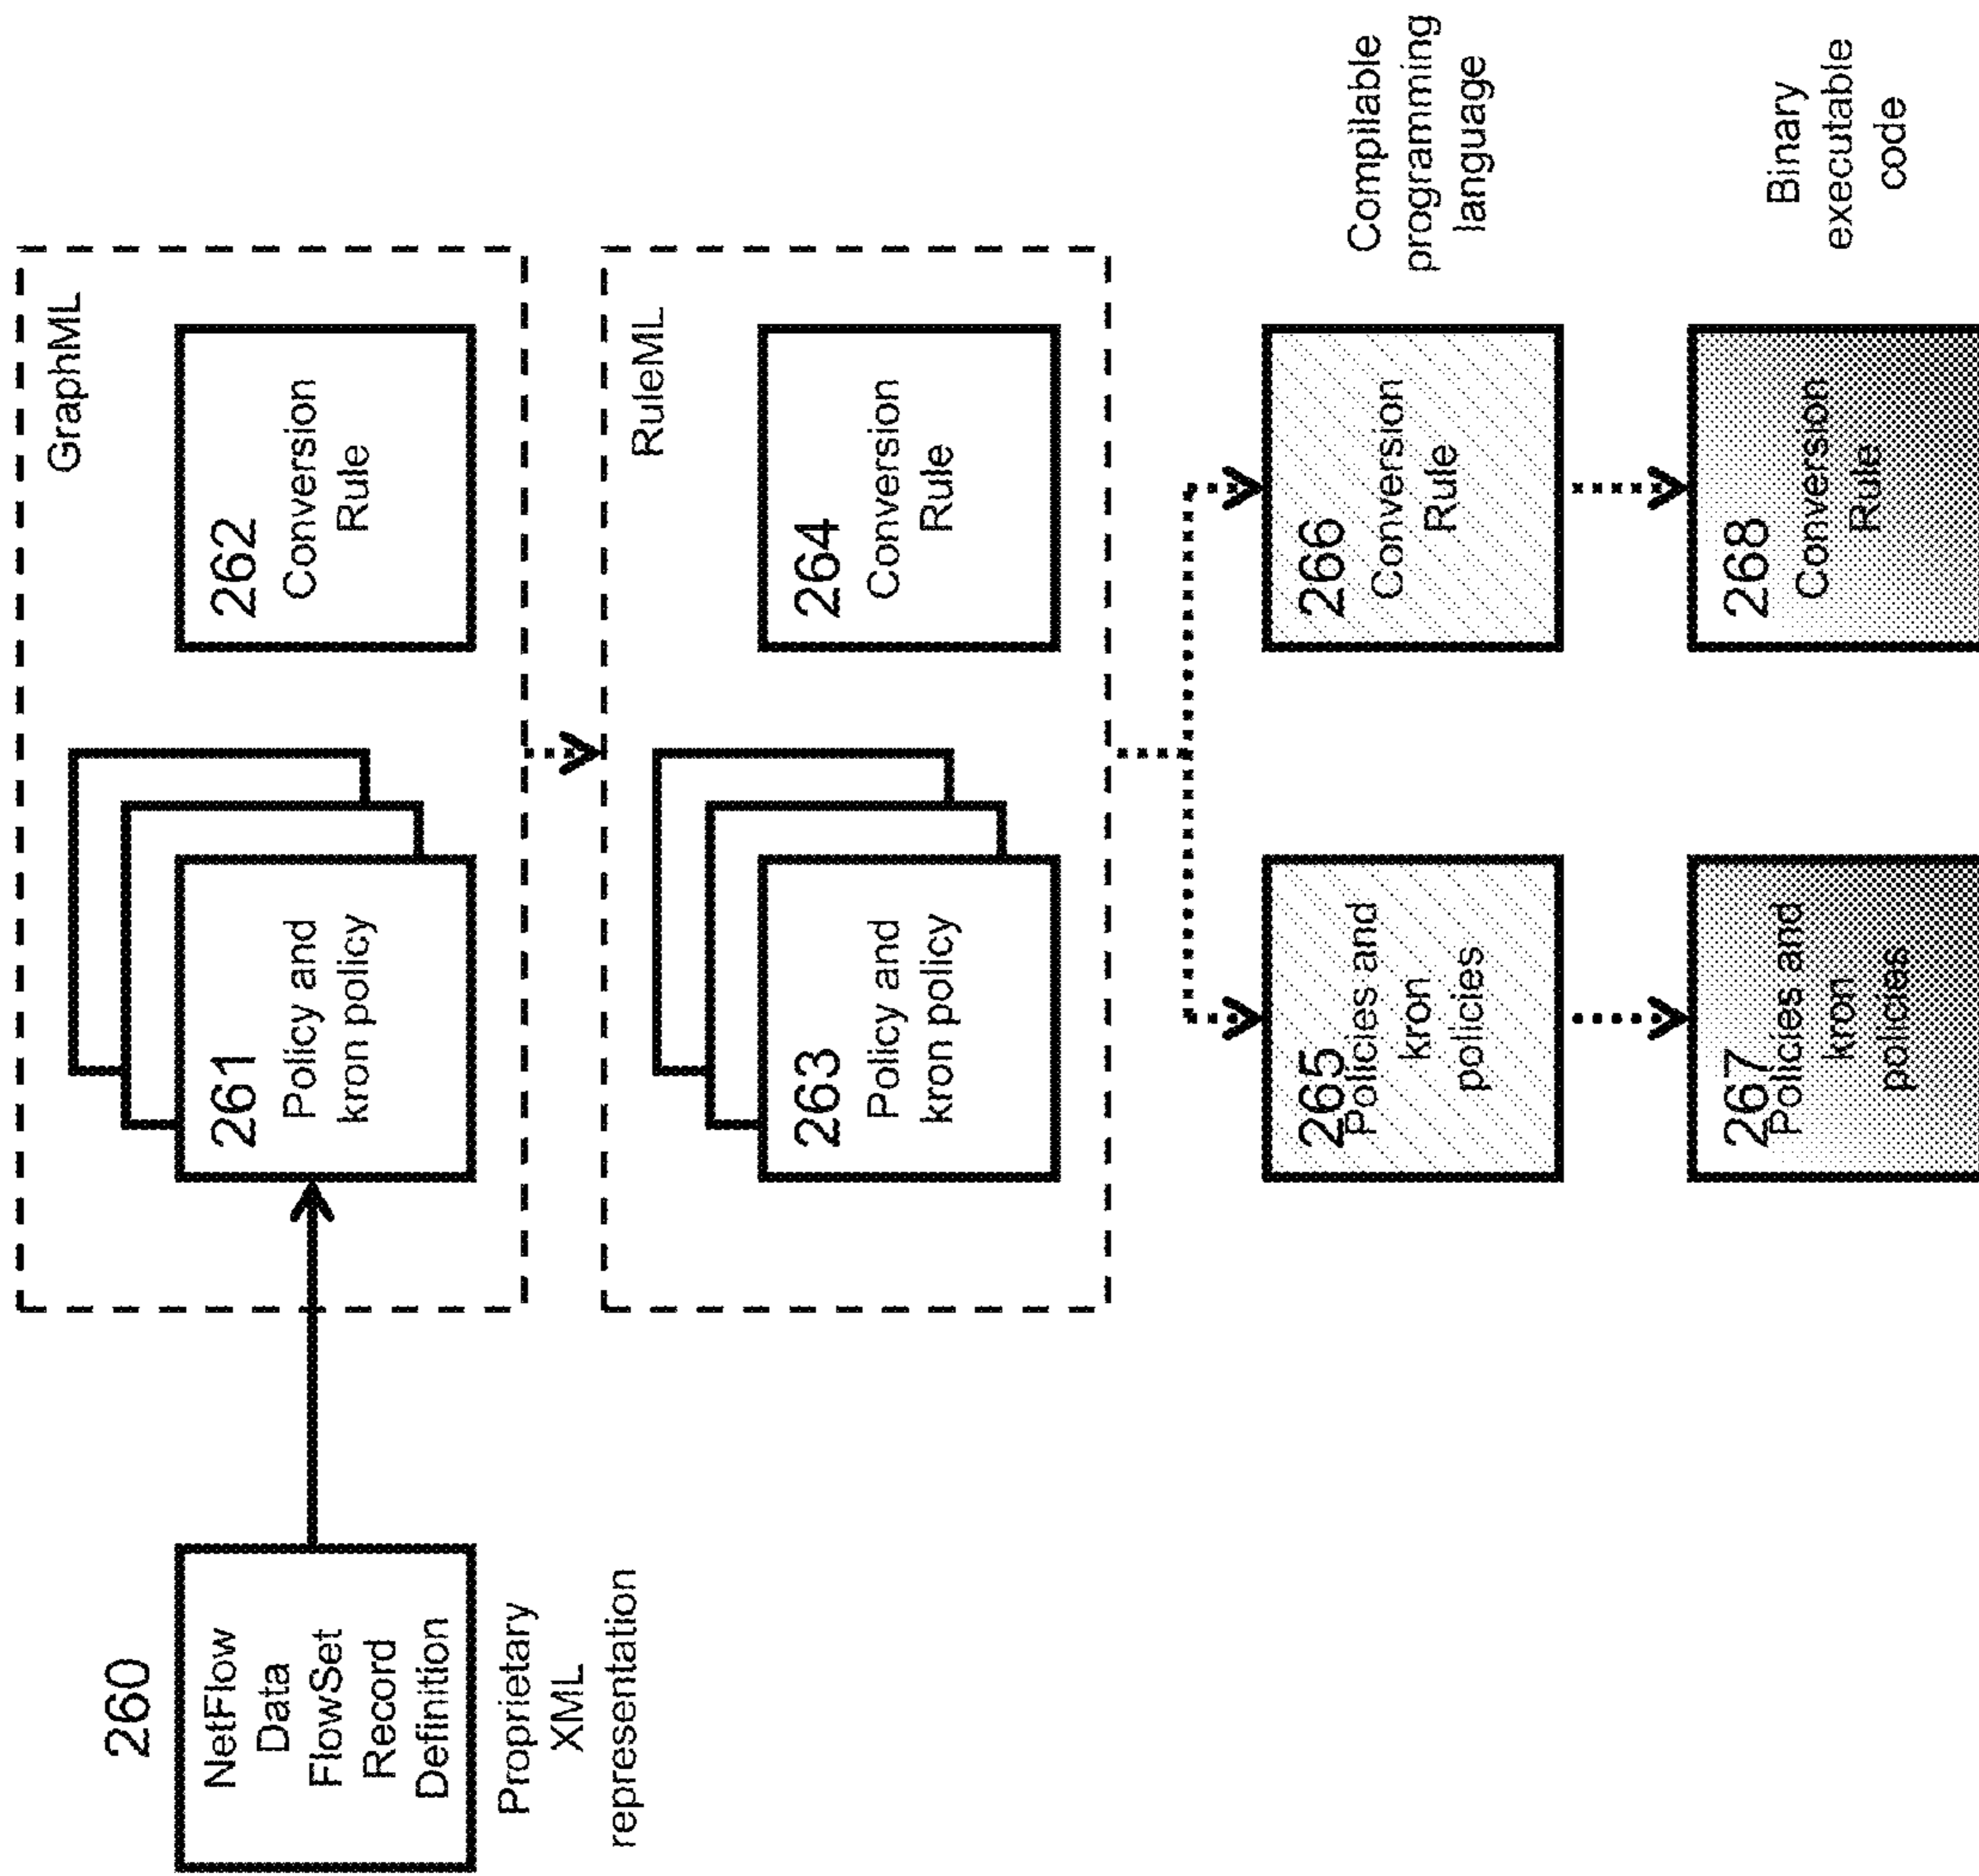 260
NetFlow
Data
FlowSet
Record
Definition
Proprietary
XML
representation
GraphML
261
Policy and
kron policy
262
Conversion
Rule
RuleML
263
Policy and
kron policy
264
Conversion
Rule
265
Policies and
kron
policies
266
Conversion
Rule
Compilable
programming
language
267
Policies and
kron
policies
268
Conversion
Rule
Binary
executable
code